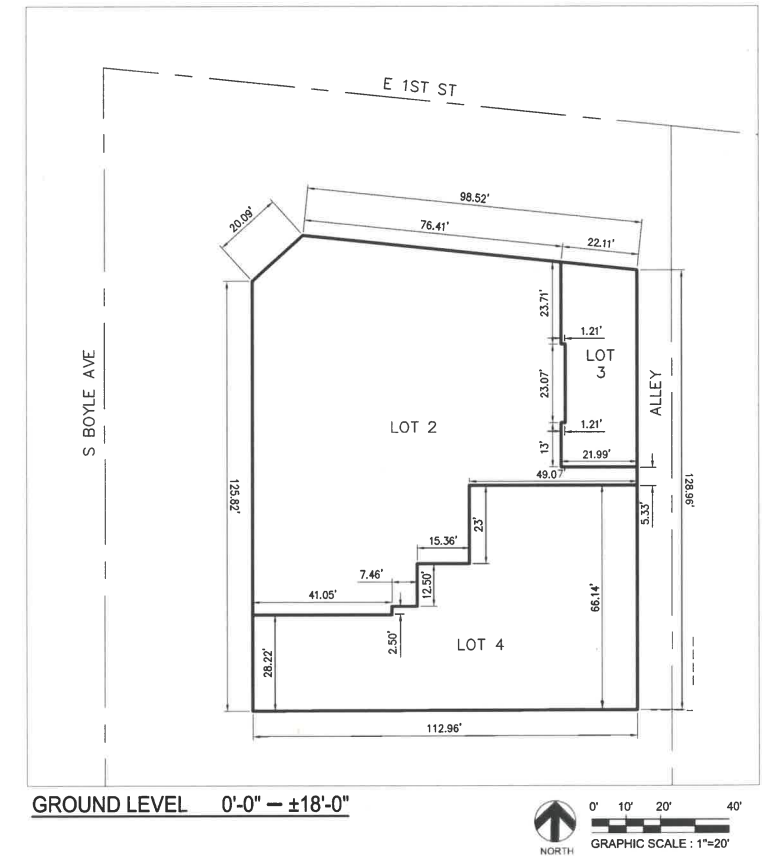 E 1ST ST
98.52'
20.09'
76.41'
22.11'
23.71'
1.21'
LOT
3
S BOYLE AVE
ALLEY
23.07'
LOT 2
1.21'
13'
21.99'
49.07'
125.82'
128.96'
5.33'
23'
15.36'
7.46'
12.50'
41.05'
66.14'
2.50'
LOT 4
28.22'
112.96'
GROUND LEVEL 0'-0" – ±18'-0"
0' 10' 20' 40'
GRAPHIC SCALE : 1"=20'
NORTH